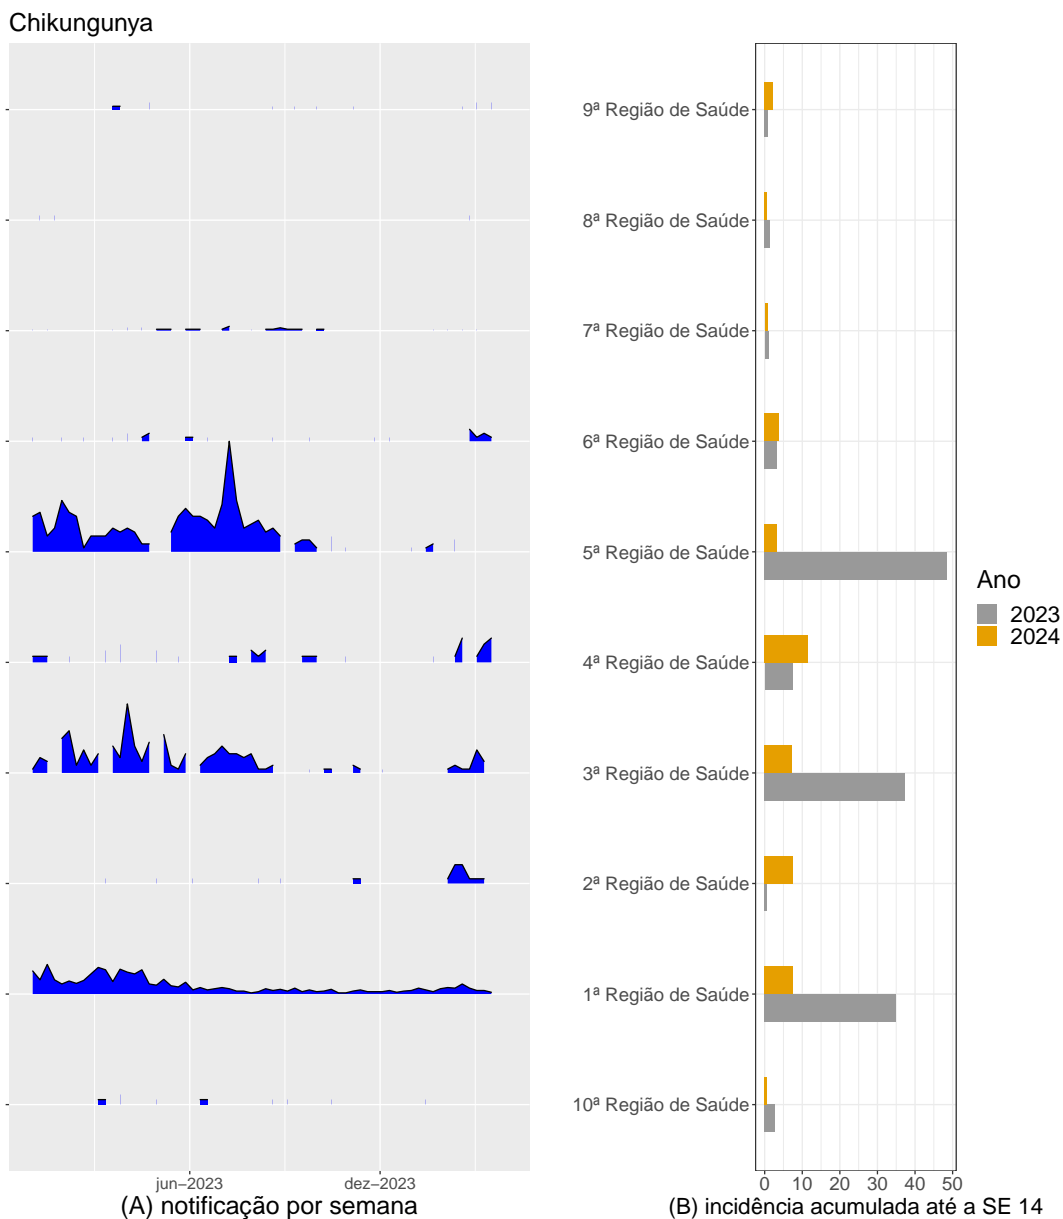 Chikungunya
9ª Região de Saúde
8ª Região de Saúde
7ª Região de Saúde
6ª Região de Saúde
5ª Região de Saúde
4ª Região de Saúde
3ª Região de Saúde
2ª Região de Saúde
1ª Região de Saúde
10ª Região de Saúde
Ano
2023
2024
jun−2023 dez−2023
(A) notificação por semana
0 10 20 30 40 50
(B) incidência acumulada até a SE 14